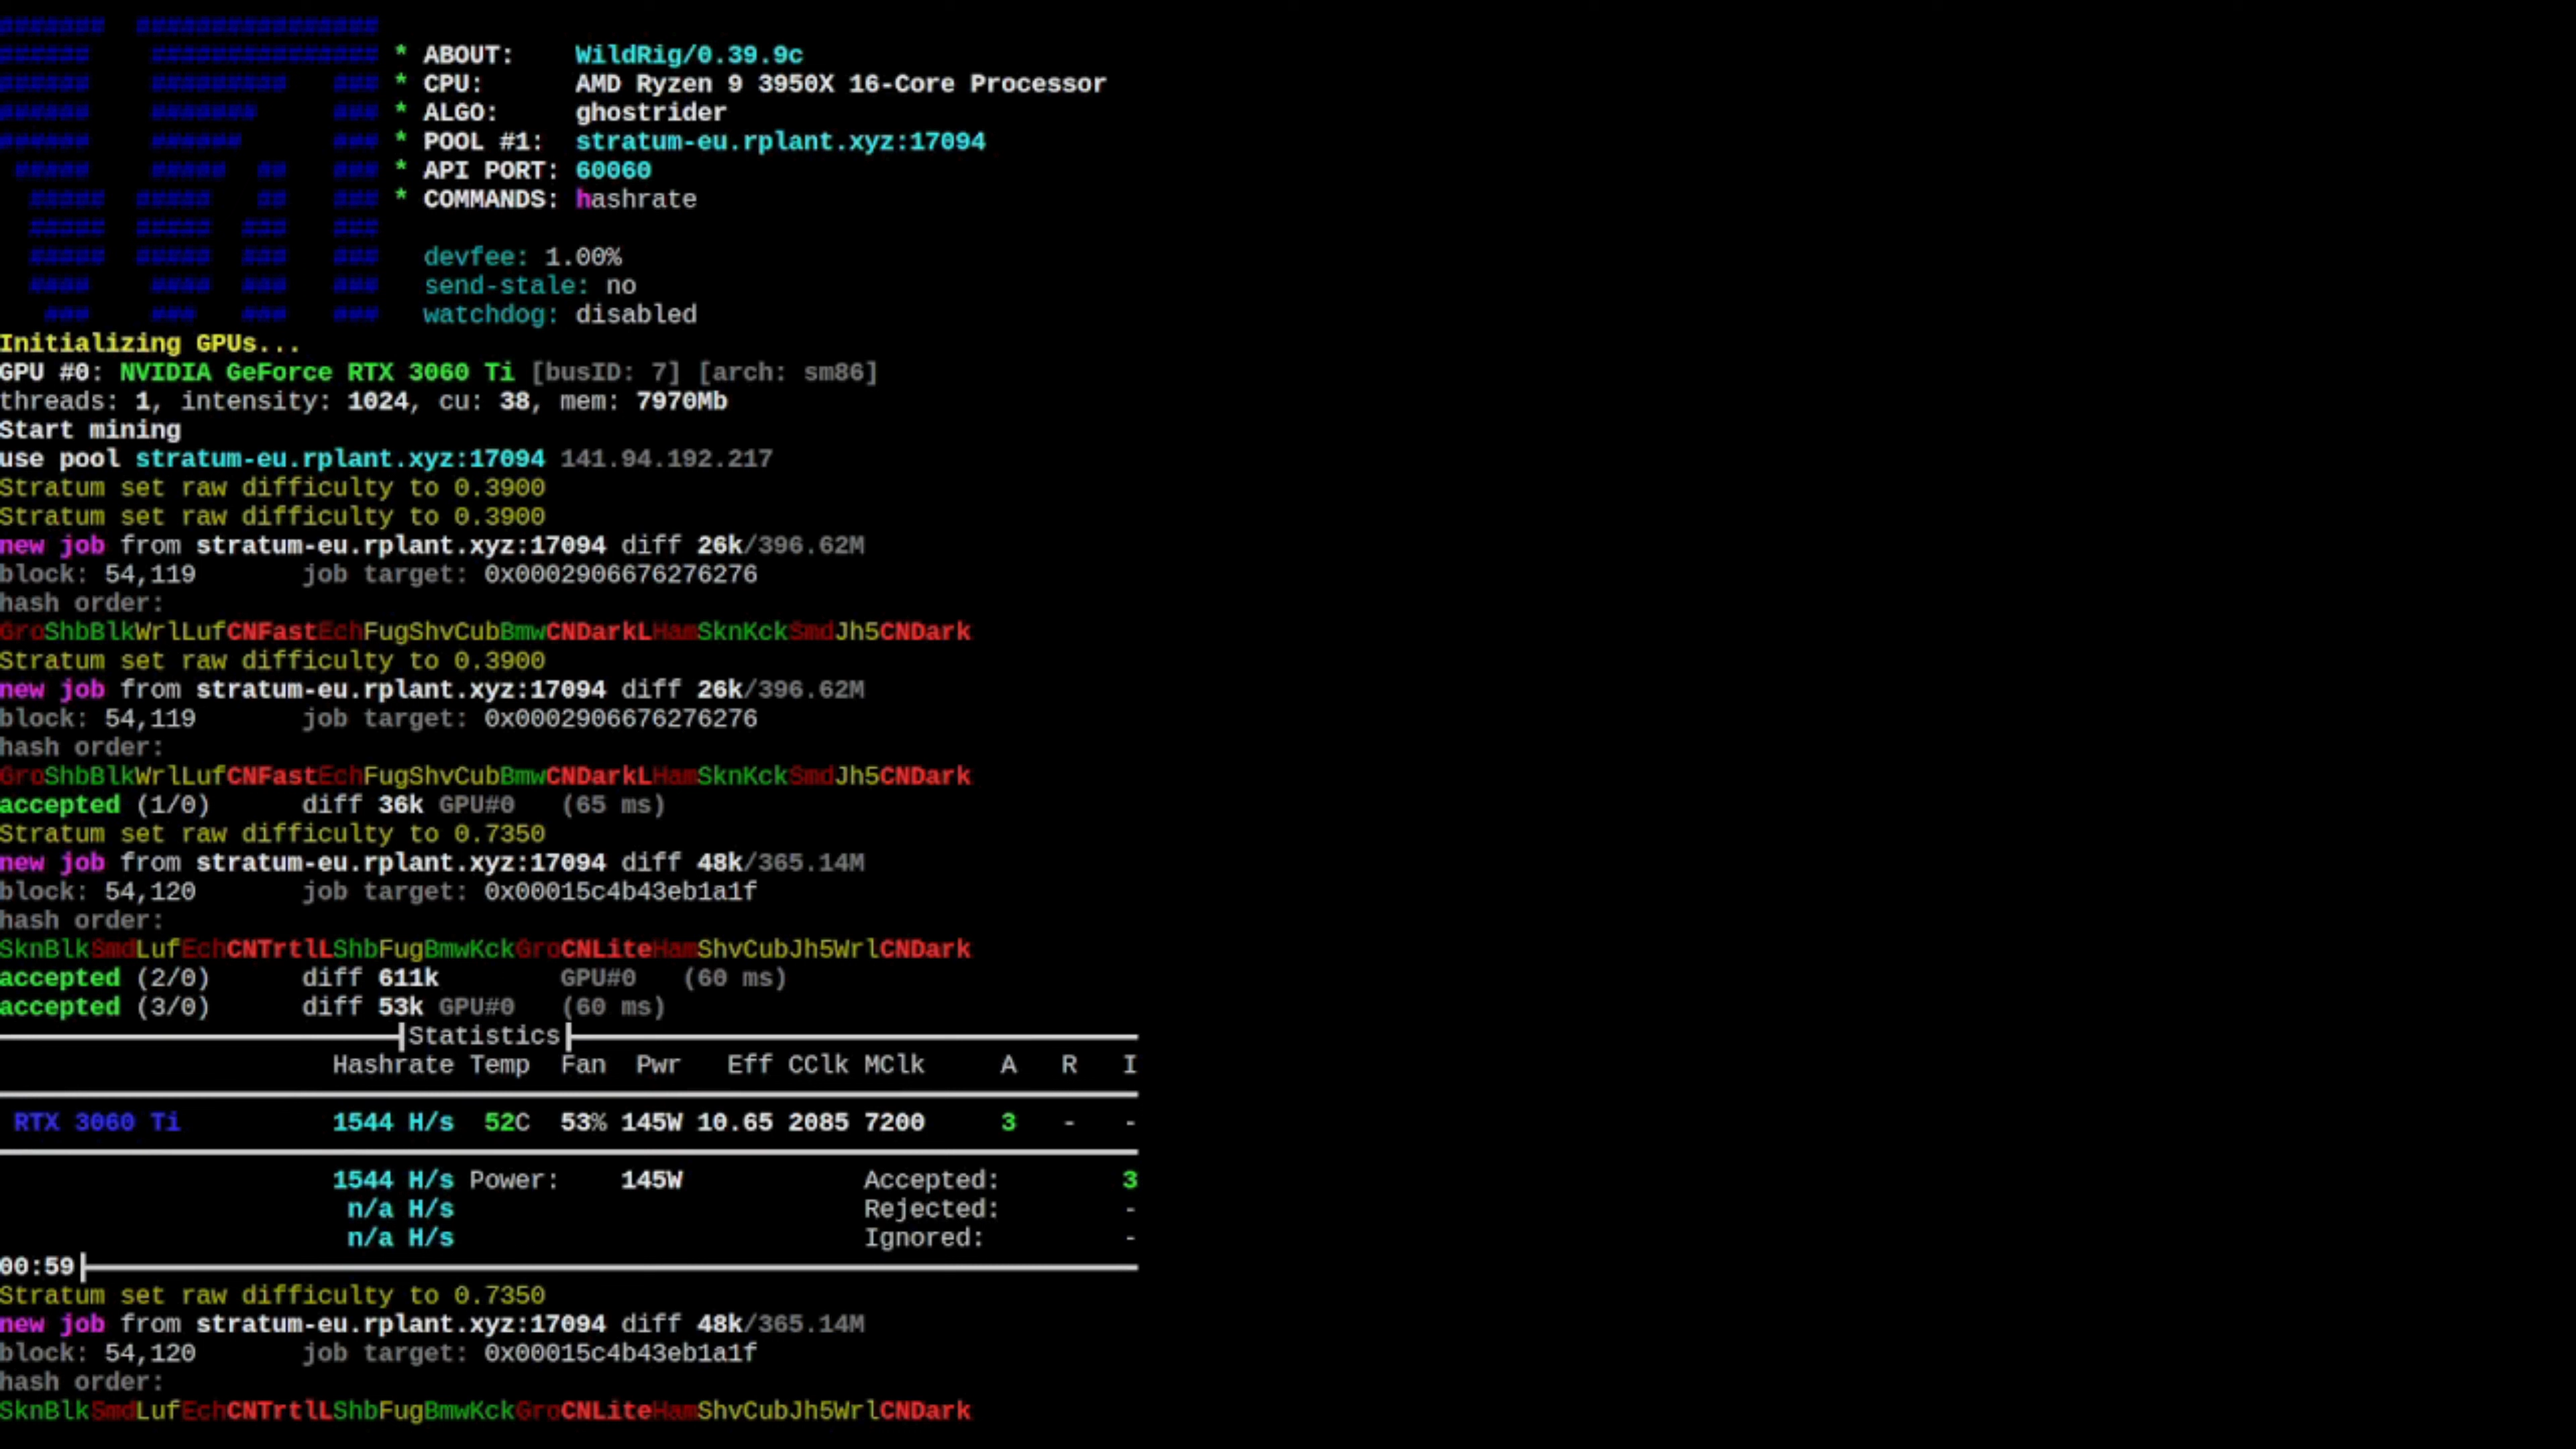 * ABOUT: WildRig/0.39.9c
* CPU: AMD Ryzen 9 3950X 16-Core Processor
* ALGO: ghostrider
* POOL #1: stratum-eu.rplant.xyz:17094
* API PORT: 60060
* COMMANDS: hashrate
devfee: 1.00%
send-stale: no
watchdog: disabled
Initializing GPUs...
GPU #0: NVIDIA GeForce RTX 3060 Ti [busID: 7] [arch: sm86]
threads: 1, intensity: 1024, cu: 38, mem: 7970Mb
Start mining
use pool stratum-eu.rplant.xyz:17094 141.94.192.217
Stratum set raw difficulty to 0.3900
Stratum set raw difficulty to 0.3900
new job from stratum-eu.rplant.xyz:17094 diff 26k/396.62M
block: 54,119 job target: 0x0002906676276276
hash order:
GroShbBlkWrlLufCNFastEchFugShvCubBmwCNDarkLHamSknKckSmdJh5CNDark
Stratum set raw difficulty to 0.3900
new job from stratum-eu.rplant.xyz:17094 diff 26k/396.62M
block: 54,119 job target: 0x0002906676276276
hash order:
GroShbBlkWrlLufCNFastEchFugShvCubBmwCNDarkLHamSknKckSmdJh5CNDark
accepted (1/0) diff 36k GPU#0 (65 ms)
Stratum set raw difficulty to 0.7350
new job from stratum-eu.rplant.xyz:17094 diff 48k/365.14M
block: 54,120 job target: 0x00015c4b43eb1a1f
hash order:
SknBlkSmdLufEchCNTrtlLShbFugBmwKckGroCNLiteHamShvCubJh5WrlCNDark
accepted (2/0) diff 611k GPU#0 (60 ms)
accepted (3/0) diff 53k GPU#0 (60 ms)
Statistics
Hashrate Temp Fan Pwr Eff CClk MClk A R I
RTX 3060 Ti 1544 H/s 52C 53% 145W 10.65 2085 7200 3 - -
1544 H/s Power: 145W Accepted: 3
n/a H/s Rejected: -
n/a H/s Ignored: -
00:59
Stratum set raw difficulty to 0.7350
new job from stratum-eu.rplant.xyz:17094 diff 48k/365.14M
block: 54,120 job target: 0x00015c4b43eb1a1f
hash order:
SknBlkSmdLufEchCNTrtlLShbFugBmwKckGroCNLiteHamShvCubJh5WrlCNDark